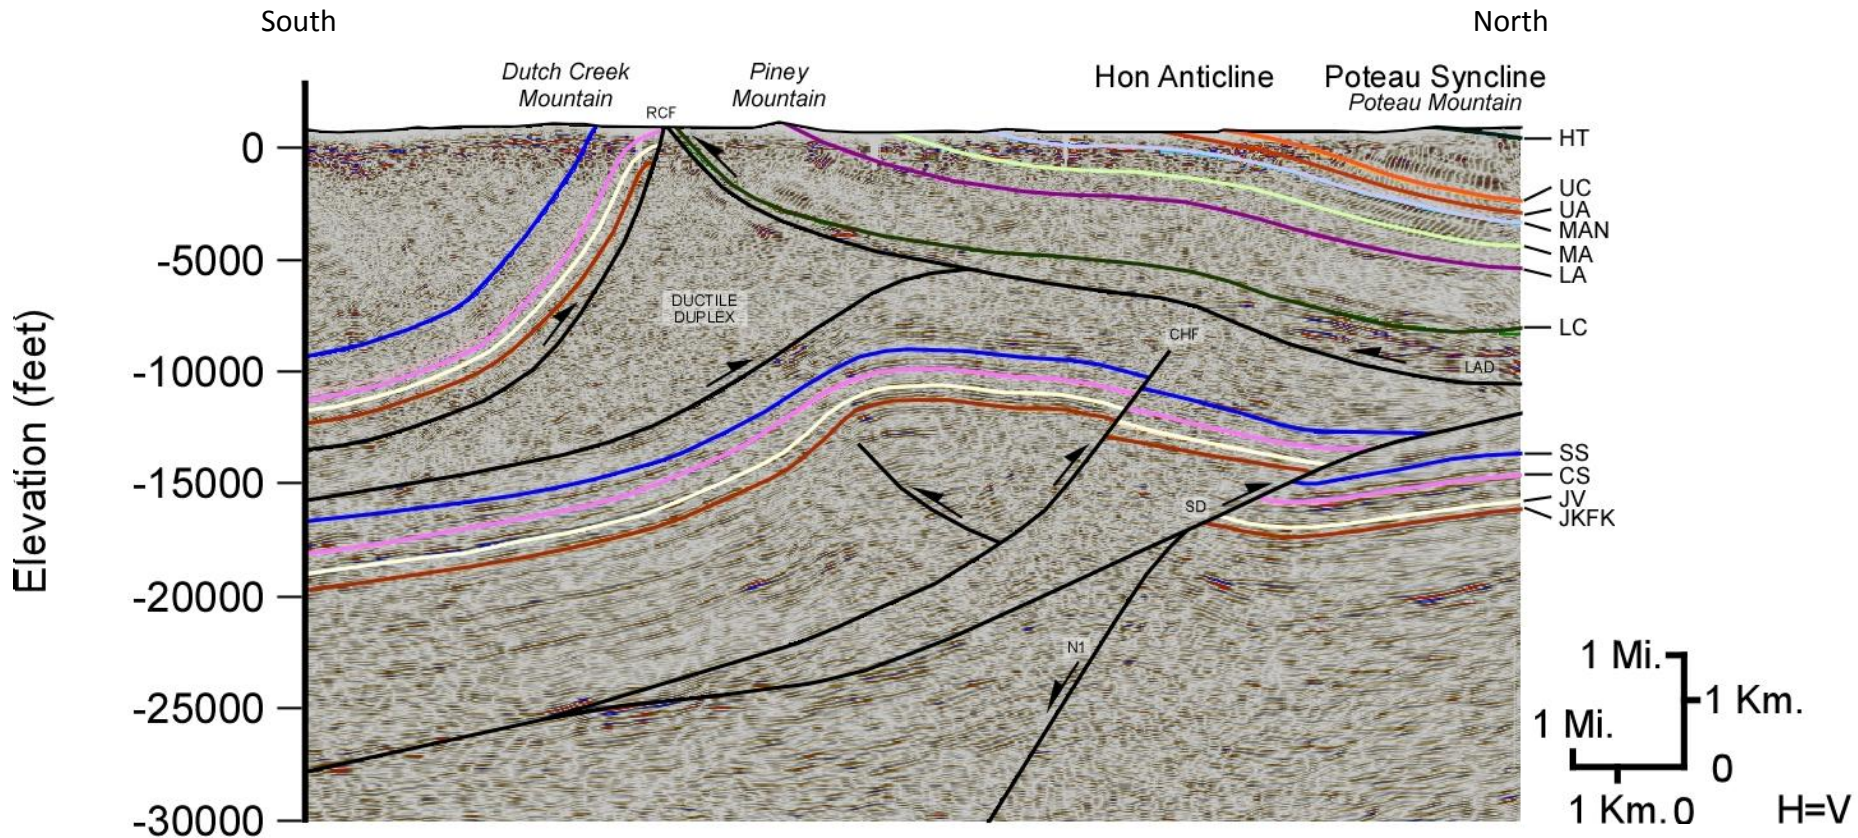 South
North
Dutch Creek
Mountain
Piney
Mountain
Hon Anticline
Poteau Syncline
Poteau Mountain
RCF
Elevation (feet)
0
-5000
-10000
-15000
-20000
-25000
-30000
DUCTILE
DUPLEX
CHF
LAD
SD
N1
HT
UC
UA
MAN
MA
LA
LC
SS
CS
JV
JKFK
1 Mi.
1 Km.
1 Mi.
0
1 Km.
0
H=V